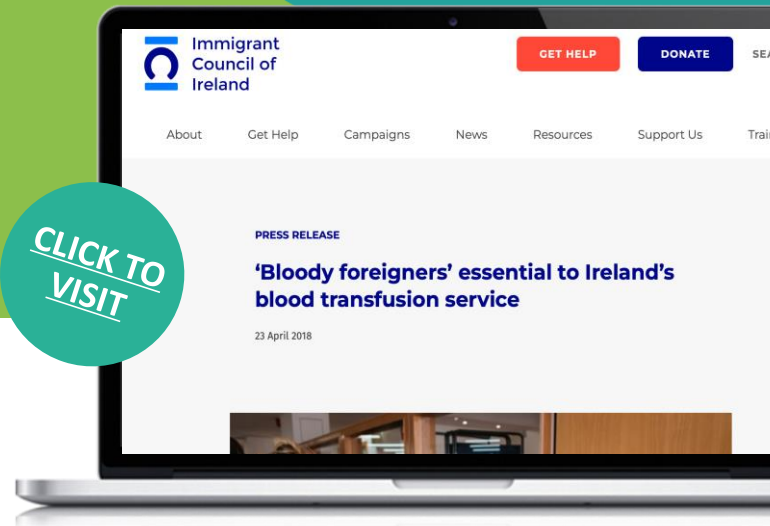 Immigrant
Council of
Ireland
GET HELP
DONATE
About
Get Help
Campaigns
News
Resources
Support Us
PRESS RELEASE
‘Bloody foreigners’ essential to Ireland’s
blood transfusion service
23 April 2018
CLICK TO
VISIT